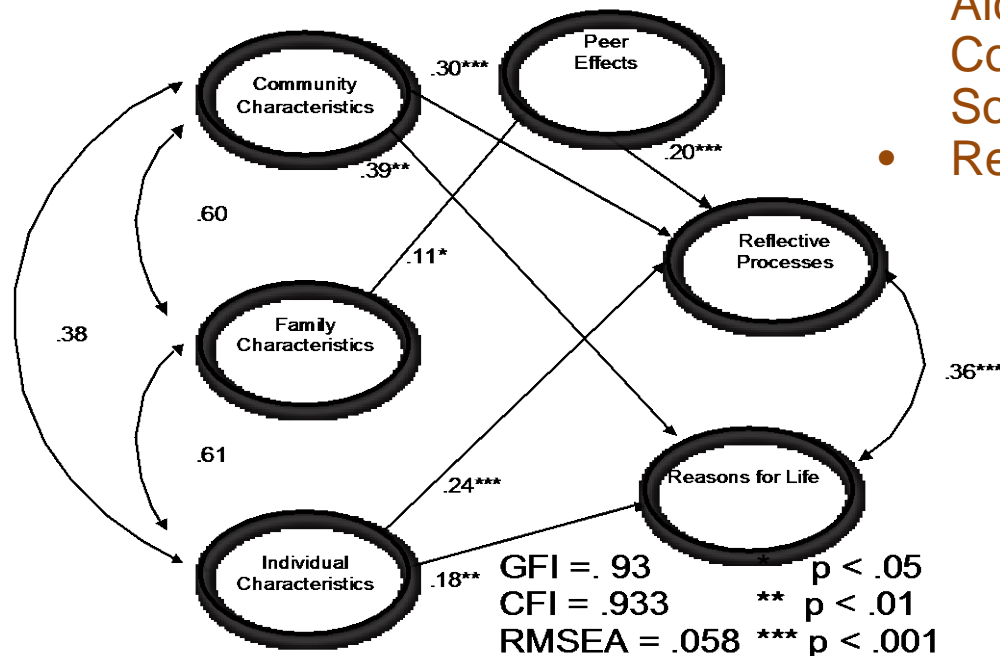 Community
Characteristics
.30***
Peer
Effects
.39**
.20***
.60
.11*
Reflective
Processes
.38
Family
Characteristics
.36***
.61
.24***
Reasons for Life
Individual
Characteristics
.18**
GFI =. 93 * p < .05
CFI = .933 ** p < .01
RMSEA = .058 *** p < .001
•